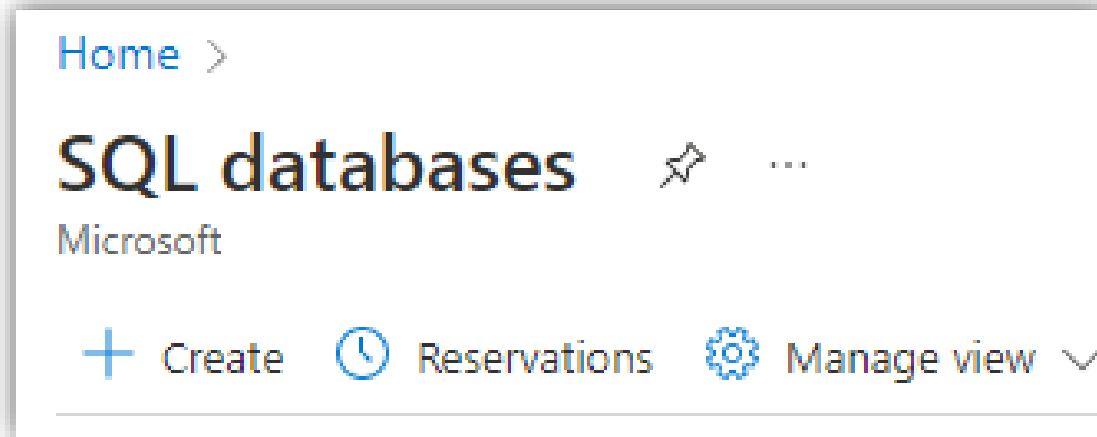 Home >
SQL databases ...
Microsoft
+ Create Reservations Manage view